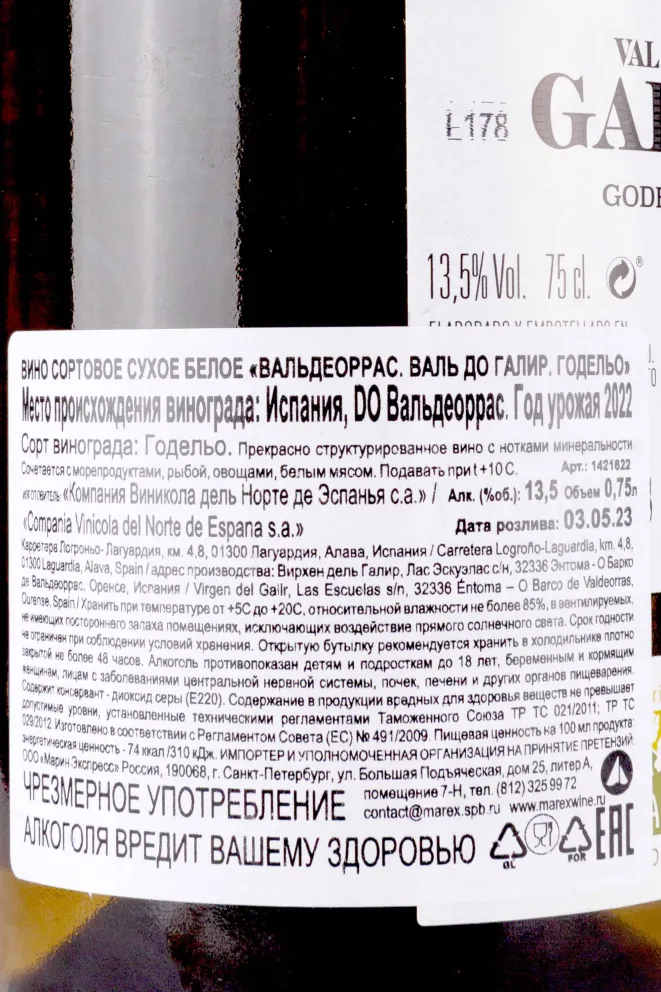 VAL
GAL
L178
GODE
13,5% Vol. 75 cl.
ELABORADO Y EMBOTELLADO EN
ВИНО СОРТОВОЕ СУХОЕ БЕЛОЕ «ВАЛЬДЕОРРАС. ВАЛЬ ДО ГАЛИР. ГОДЕЛЬО»
Место происхождения винограда: Испания, DO Вальдеоррас. Год урожая 2022
Сорт винограда: Годельо. Прекрасно структурированное вино с нотками минеральности
Сочетается с морепродуктами, рыбой, овощами, белым мясом. Подавать при t +10 C. Арт.: 1421622
изготовитель: «Компания Виникола дель Норте де Эспанья с.а.» / Алк. (%об.): 13,5 Объем 0,75л
«Compania Vinicola del Norte de Espana s.a.» Дата розлива: 03.05.23
Карретера Логроньо- Лагуардия, км. 4,8, 01300 Лагуардия, Алава, Испания / Carretera Logroño-Laguardia, km. 4,8,
01300 Laguardia, Alava, Spain / адрес производства: Вирхен дель Галир, Лас Эскуэлас с/н, 32336 Энтома - О Барко
де Вальдеоррас, Оренсе, Испания / Virgen del Galir, Las Escuelas s/n, 32336 Éntoma – O Barco de Valdeorras,
Ourense, Spain / Хранить при температуре от +5С до +20С, относительной влажности не более 85%, в вентилируемых,
не имеющих постороннего запаха помещениях, исключающих воздействие прямого солнечного света. Срок годности
не ограничен при соблюдении условий хранения. Открытую бутылку рекомендуется хранить в холодильнике плотно
закрытой не более 48 часов. Алкоголь противопоказан детям и подросткам до 18 лет, беременным и кормящим
женщинам, лицам с заболеваниями центральной нервной системы, почек, печени и других органов пищеварения.
Содержит консервант - диоксид серы (Е220). Содержание в продукции вредных для здоровья веществ не превышает
допустимые уровни, установленные техническими регламентами Таможенного Союза ТР ТС 021/2011; ТР ТС
029/2012. Изготовлено в соответствии с Регламентом Совета (ЕС) № 491/2009. Пищевая ценность на 100 мл продукта:
энергетическая ценность - 74 ккал /310 кДж. ИМПОРТЕР И УПОЛНОМОЧЕННАЯ ОРГАНИЗАЦИЯ НА ПРИНЯТИЕ ПРЕТЕНЗИЙ:
ООО «Марин Экспресс» Россия, 190068, г. Санкт-Петербург, ул. Большая Подъяческая, дом 25, литер А,
помещение 7-Н, тел. (812) 325 99 72
contact@marex.spb.ru www.marexwine.ru
ЧРЕЗМЕРНОЕ УПОТРЕБЛЕНИЕ
АЛКОГОЛЯ ВРЕДИТ ВАШЕМУ ЗДОРОВЬЮ
GL FOR EAC